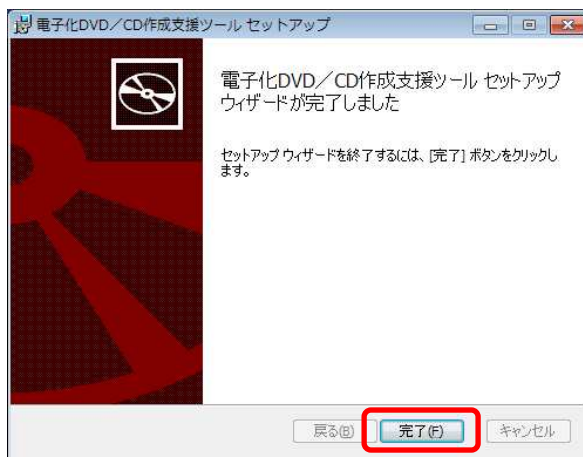 電子化DVD／CD作成支援ツール セットアップ
電子化DVD／CD作成支援ツール セットアップ
ウィザードが完了しました
セットアップ ウィザードを終了するには、[完了] ボタンをクリックし
ます。
戻る(B) 完了(F) キャンセル